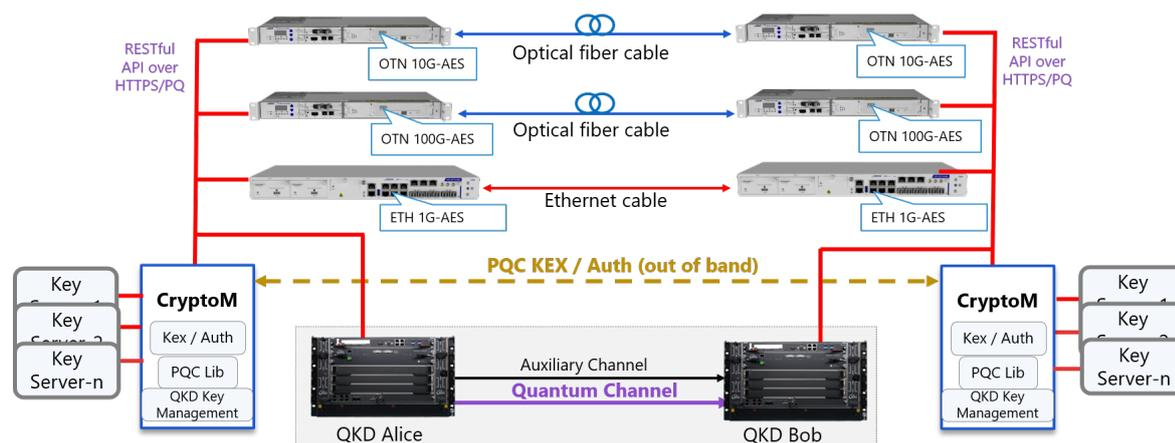 RESTful
API over
HTTPS/PQ
OTN 10G-AES
Optical fiber cable
OTN 10G-AES
RESTful
API over
HTTPS/PQ
OTN 100G-AES
Optical fiber cable
OTN 100G-AES
ETH 1G-AES
Ethernet cable
ETH 1G-AES
PQC KEX / Auth (out of band)
Key
Key
Key
Server-n
CryptoM
Kex / Auth
PQC Lib
QKD Key
Management
Auxiliary Channel
Quantum Channel
QKD Alice
QKD Bob
CryptoM
Kex / Auth
PQC Lib
QKD Key
Management
Key
Key
Key
Server-n